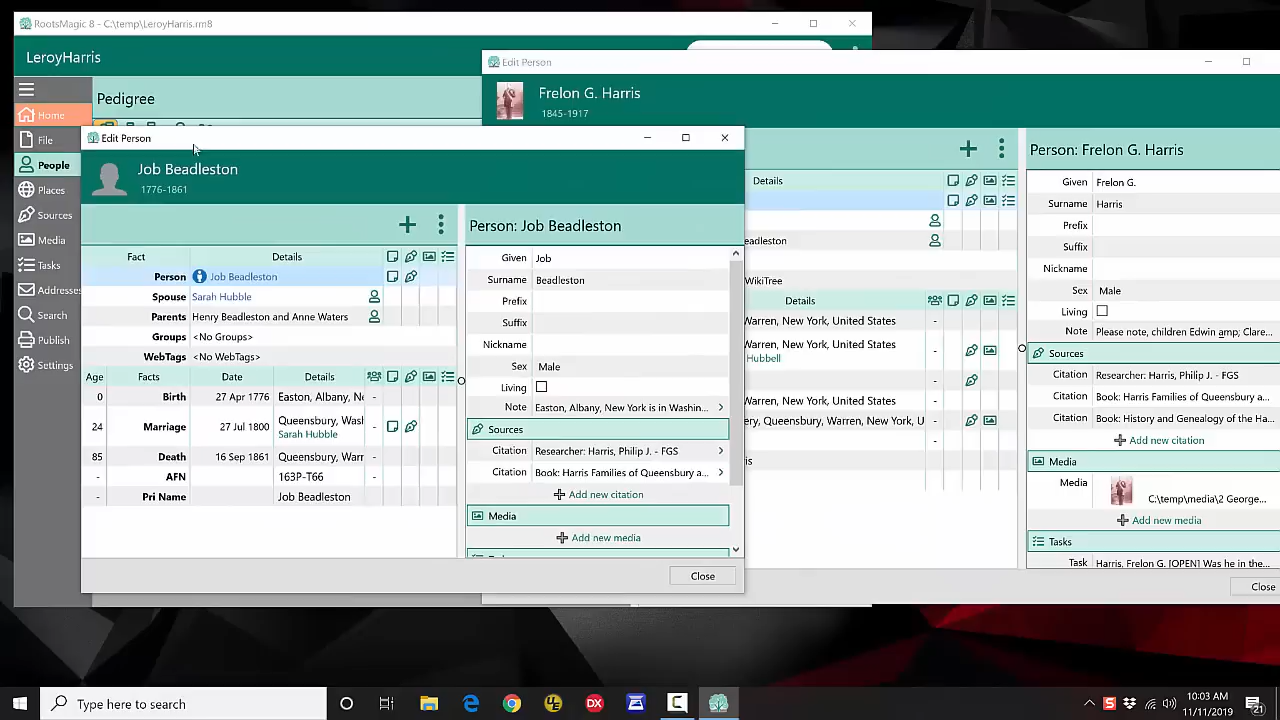 RootsMagic 8 - C:\temp\LeroyHarris.rm8
LeroyHarris
Pedigree
Home
File
People
Places
Sources
Media
Tasks
Addresses
Search
Publish
Settings
Edit Person
Frelon G. Harris
1845-1917
Details
eadleston
WikiTree
Details
Warren, New York, United States
-
Warren, New York, United States
Hubbell
-
Warren, New York, United States
-
y, Queensbury, Warren, New York, U
-
-
ris
Person: Frelon G. Harris
Given Frelon G.
Surname Harris
Prefix
Suffix
Nickname
Sex Male
Living
Note Please note, children Edwin amp; Clare...
Sources
Citation Researcher: Harris, Philip J. - FGS
Citation Book: Harris Families of Queensbury a...
Citation Book: History and Genealogy of the Ha
Add new citation
Media
Media C:\temp\media\2 George...
Add new media
Tasks
Task Harris, Frelon G. [OPEN] Was he in the...
Close
Edit Person
Job Beadleston
1776-1861
Fact Details
Person Job Beadleston
Spouse Sarah Hubble
Parents Henry Beadleston and Anne Waters
Groups <No Groups>
WebTags <No WebTags>
Age Facts Date Details
0 Birth 27 Apr 1776 Easton, Albany, Ne -
24 Marriage 27 Jul 1800 Queensbury, Was
Sarah Hubble
-
85 Death 16 Sep 1861 Queensbury, Warr -
- AFN 163P-T66 -
- Pri Name Job Beadleston
Person: Job Beadleston
Given Job
Surname Beadleston
Prefix
Suffix
Nickname
Sex Male
Living
Note Easton, Albany, New York is in Washin...
Sources
Citation Researcher: Harris, Philip J. - FGS
Citation Book: Harris Families of Queensbury a...
Add new citation
Media
Add new media
Close
Type here to search
UE
DX
S
10:03 AM
11/11/2019
21